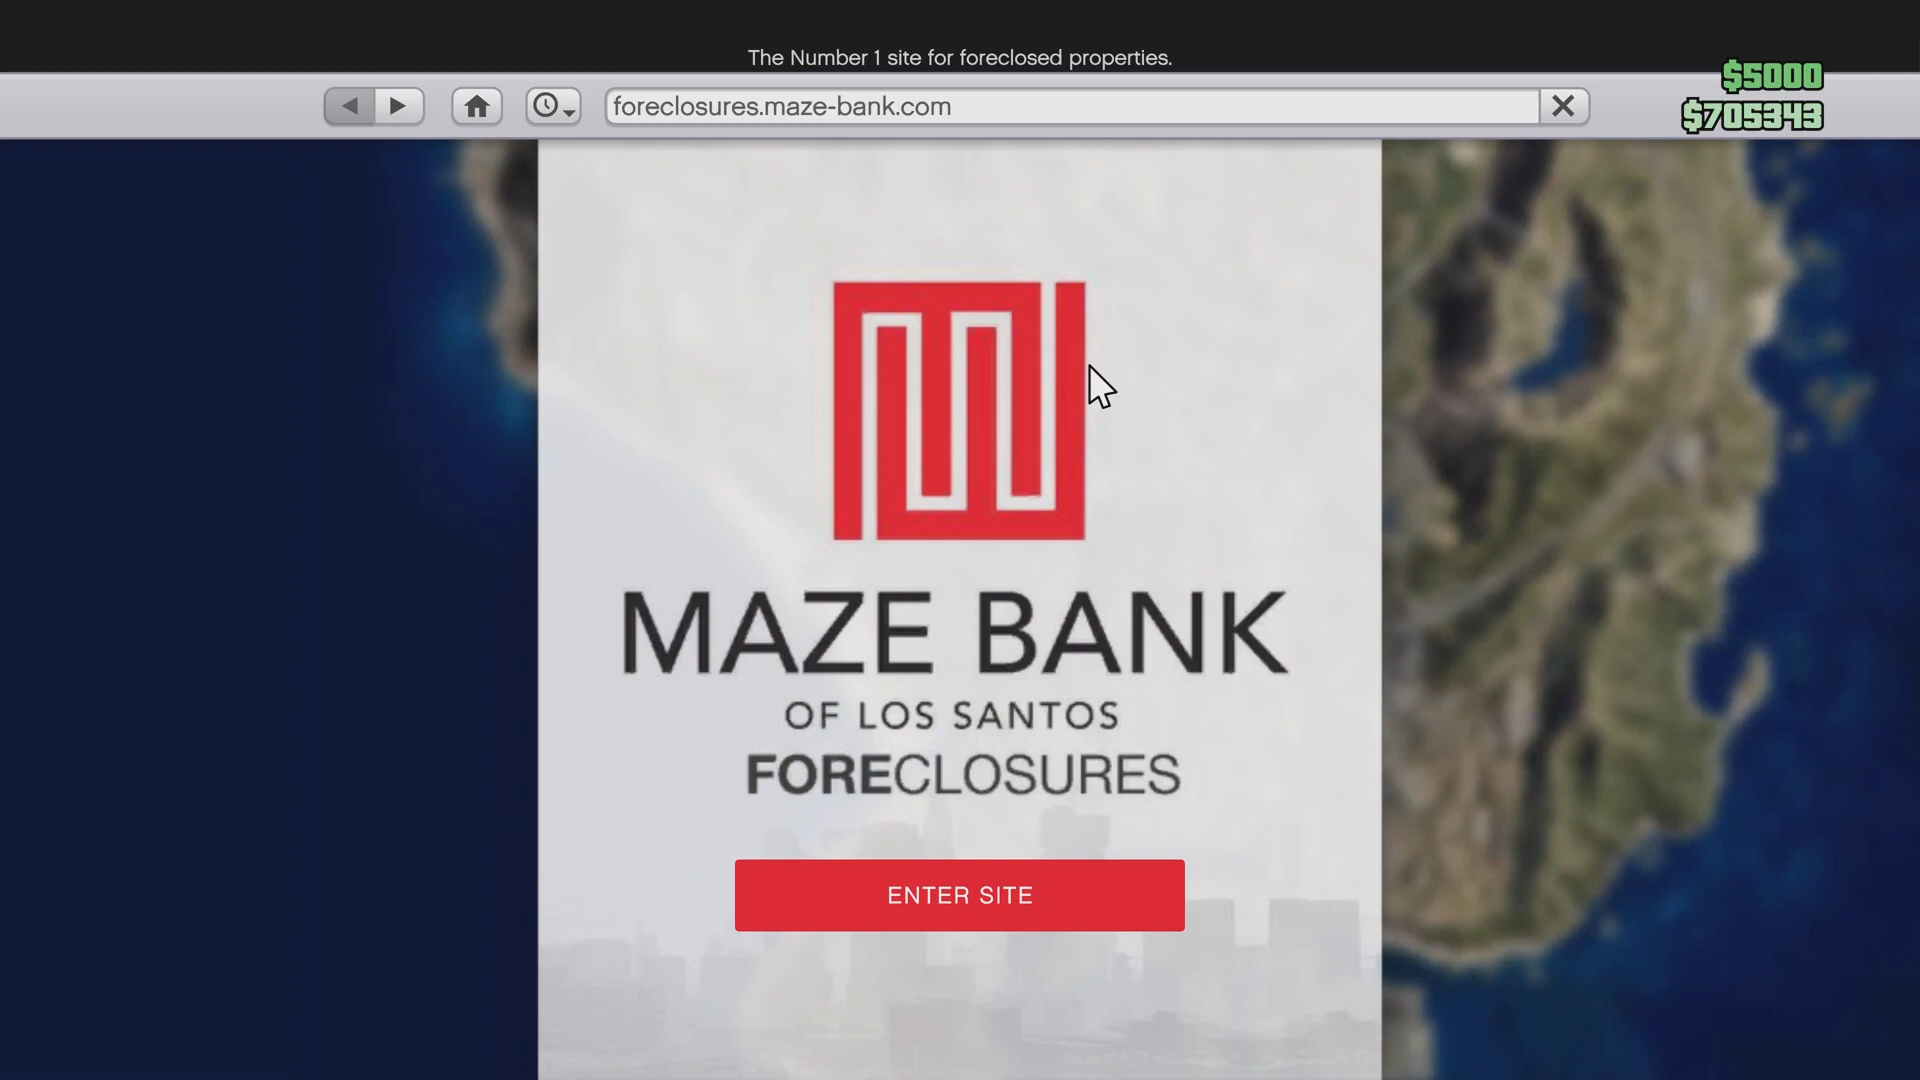 The Number 1 site for foreclosed properties.
foreclosures.maze-bank.com
$5000
$705343
MAZE BANK
OF LOS SANTOS
FORECLOSURES
ENTER SITE